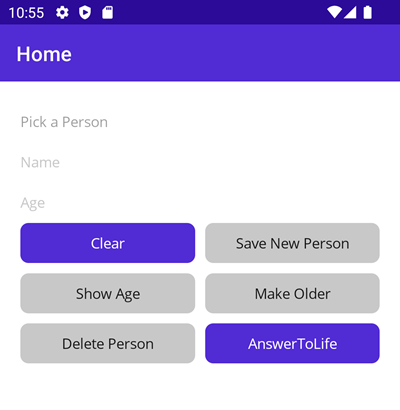 10:55
Home
Pick a Person
Name
Age
Clear
Save New Person
Show Age
Make Older
Delete Person
AnswerToLife